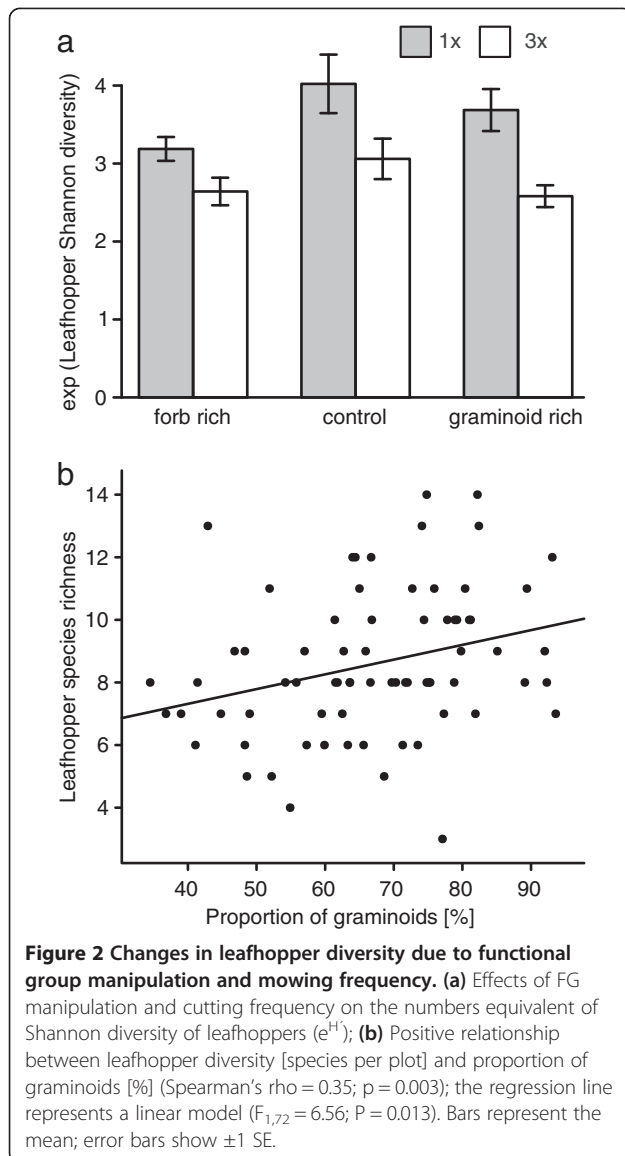 a
1x 3x
exp (Leafhopper Shannon diversity)
4
3
2
1
0
forb rich control graminoid rich
b
Leafhopper species richness
14
12
10
8
6
4
40 50 60 70 80 90
Proportion of graminoids [%]
Figure 2 Changes in leafhopper diversity due to functional
group manipulation and mowing frequency. (a) Effects of FG
manipulation and cutting frequency on the numbers equivalent of
Shannon diversity of leafhoppers (e^H'); (b) Positive relationship
between leafhopper diversity [species per plot] and proportion of
graminoids [%] (Spearman's rho = 0.35; p = 0.003); the regression line
represents a linear model (F1,72 = 6.56; P = 0.013). Bars represent the
mean; error bars show ±1 SE.